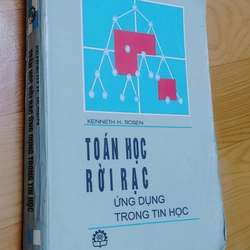 KENNETH H. ROSEN
TOÁN HỌC
RỜI RẠC
ỨNG DỤNG
TRONG TIN HỌC